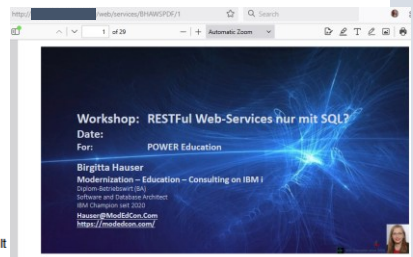 http://
/web/services/BHAWSPDF/1
Search
1 of 29
Automatic Zoom
Workshop: RESTFul Web-Services nur mit SQL?
Date:
For: POWER Education
Birgitta Hauser
Modernization – Education – Consulting on IBM i
Diplom-Betriebswirt (BA)
Software and Database Architect
IBM Champion seit 2020
Hauser@ModEdCon.Com
https://modedcon.com/
lt